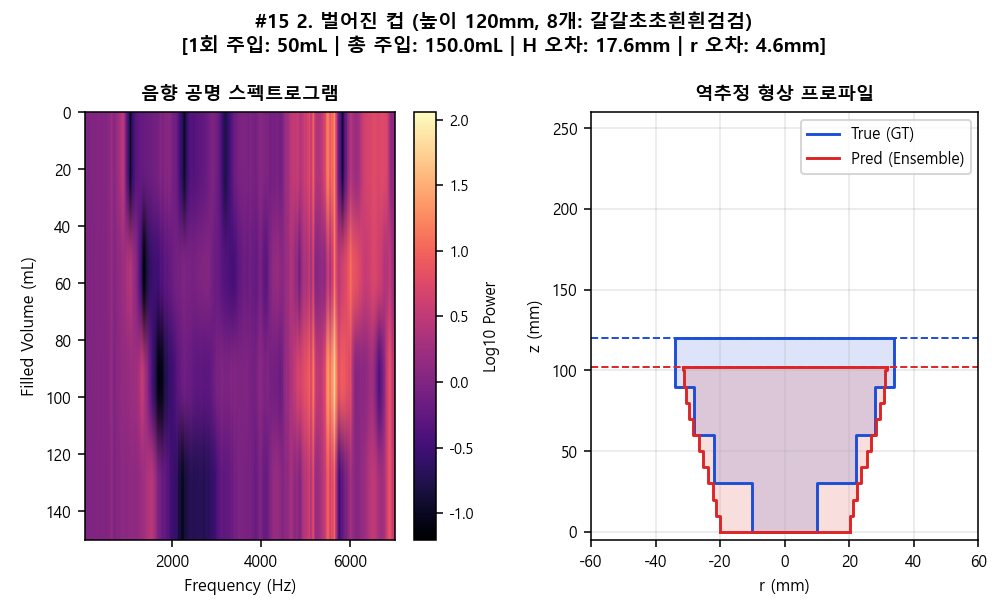 #15 2. 벌어진 컵 (높이 120mm, 8개: 갈갈초초흰흰검검)
[1회 주입: 50mL | 총 주입: 150.0mL | H 오차: 17.6mm | r 오차: 4.6mm]
음향 공명 스펙트로그램
0
20
40
60
80
100
120
140
Filled Volume (mL)
2000
4000
6000
Frequency (Hz)
2.0
1.5
1.0
0.5
0.0
-0.5
-1.0
Log10 Power
역추정 형상 프로파일
True (GT)
Pred (Ensemble)
250
200
150
100
50
0
z (mm)
-60
-40
-20
0
20
40
60
r (mm)